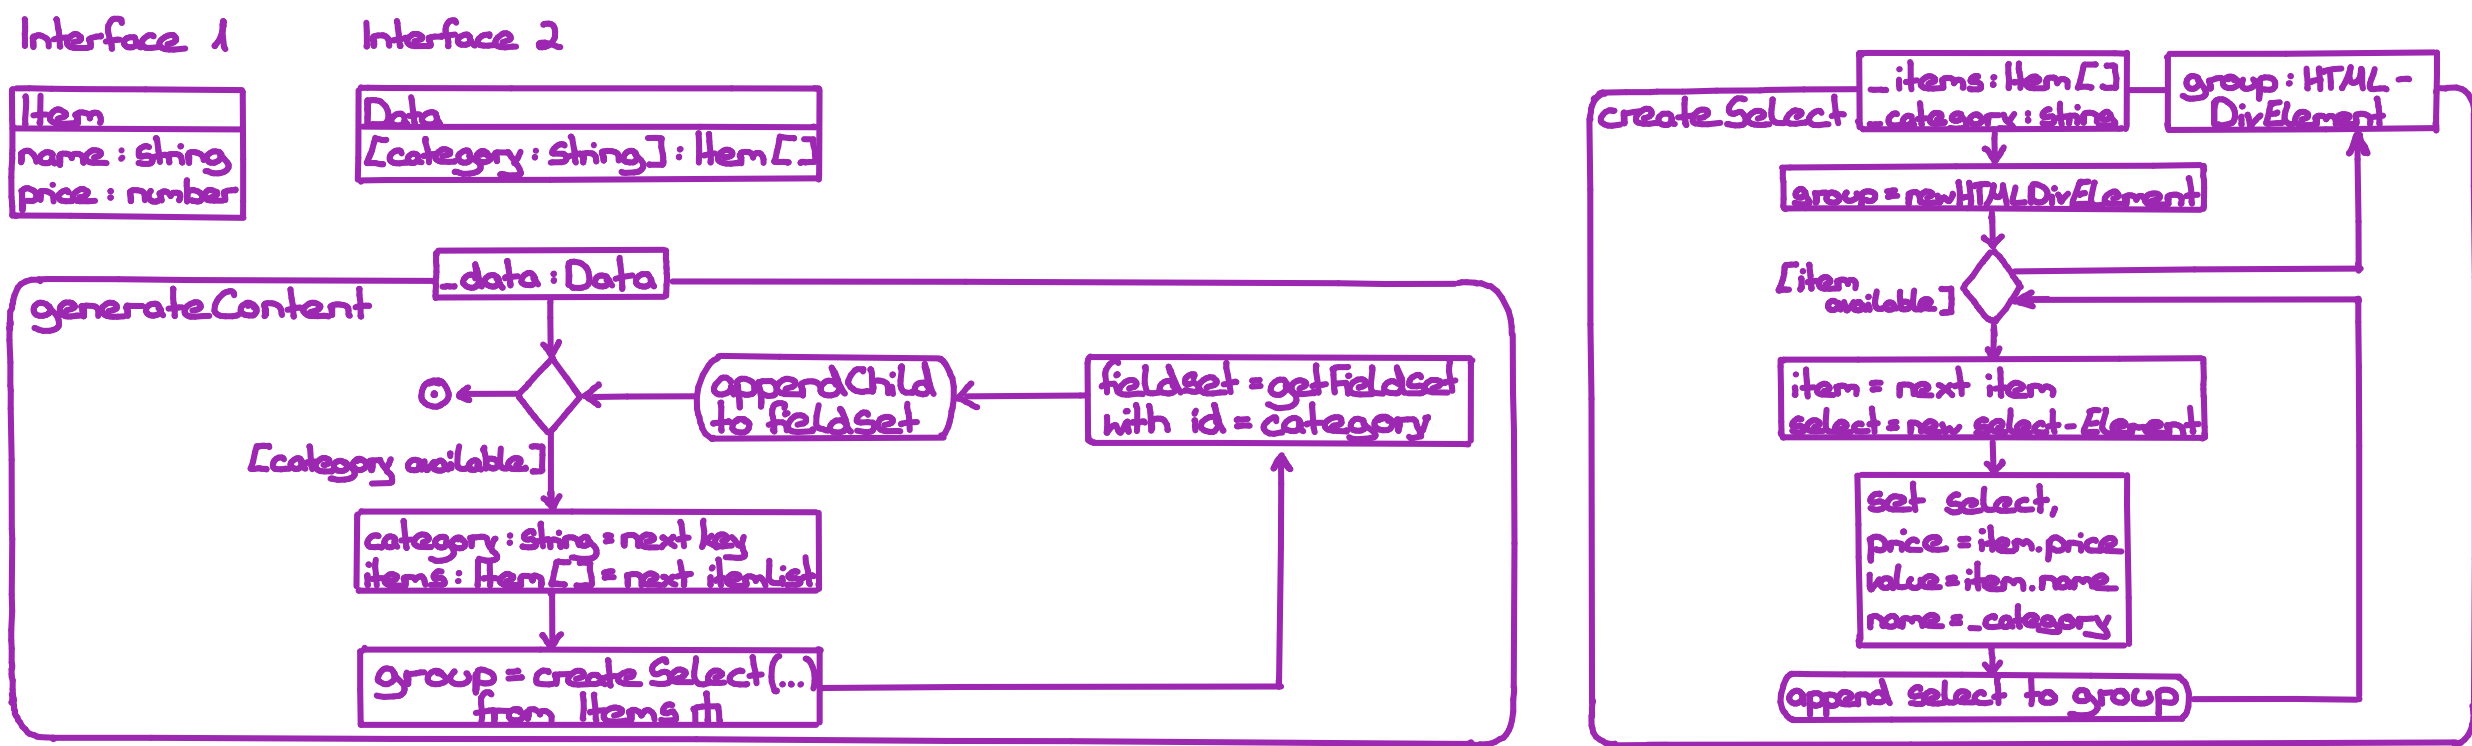 Interface 1
Item
name : string
price : number
Interface 2
Data
[category : string] : Item []
generateContent
_data : Data
[category available]
category : string = next key
items : Item [] = next itemList
group = create Select (...)
from Items
fieldset = getFieldset
with id = category
appendChild
to fieldset
createSelect
_items : Item []
_category : string
group : HTML -
DivElement
group = newHTMLDivElement
[item
available]
item = next item
select = new select - Element
set select,
price = item.price
value = item.name
name = _category
append select to group